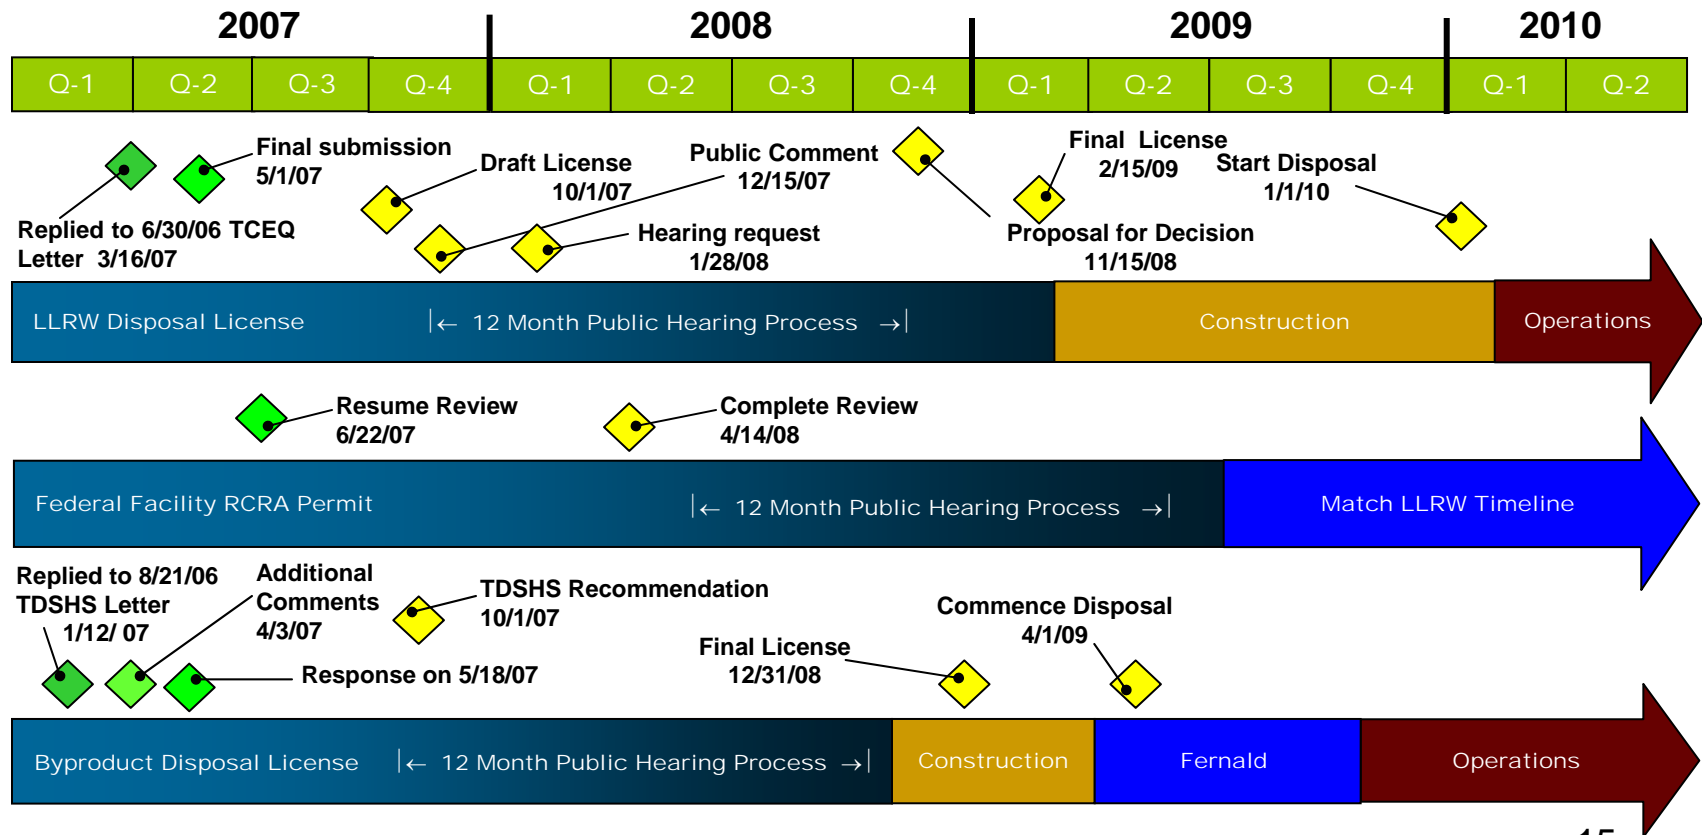 2007 2008 2009 2010
Q-1 Q-2 Q-3 Q-4 Q-1 Q-2 Q-3 Q-4 Q-1 Q-2 Q-3 Q-4 Q-1 Q-2
Replied to 6/30/06 TCEQ
Letter 3/16/07
Final submission
5/1/07
Draft License
10/1/07
Public Comment
12/15/07
Hearing request
1/28/08
Proposal for Decision
11/15/08
Final License
2/15/09
Start Disposal
1/1/10
LLRW Disposal License |← 12 Month Public Hearing Process →| Construction Operations
Resume Review
6/22/07
Complete Review
4/14/08
Federal Facility RCRA Permit |← 12 Month Public Hearing Process →| Match LLRW Timeline
Replied to 8/21/06
TDSHS Letter
1/12/ 07
Additional
Comments
4/3/07
Response on 5/18/07
TDSHS Recommendation
10/1/07
Final License
12/31/08
Commence Disposal
4/1/09
Byproduct Disposal License |← 12 Month Public Hearing Process →| Construction Fernald Operations